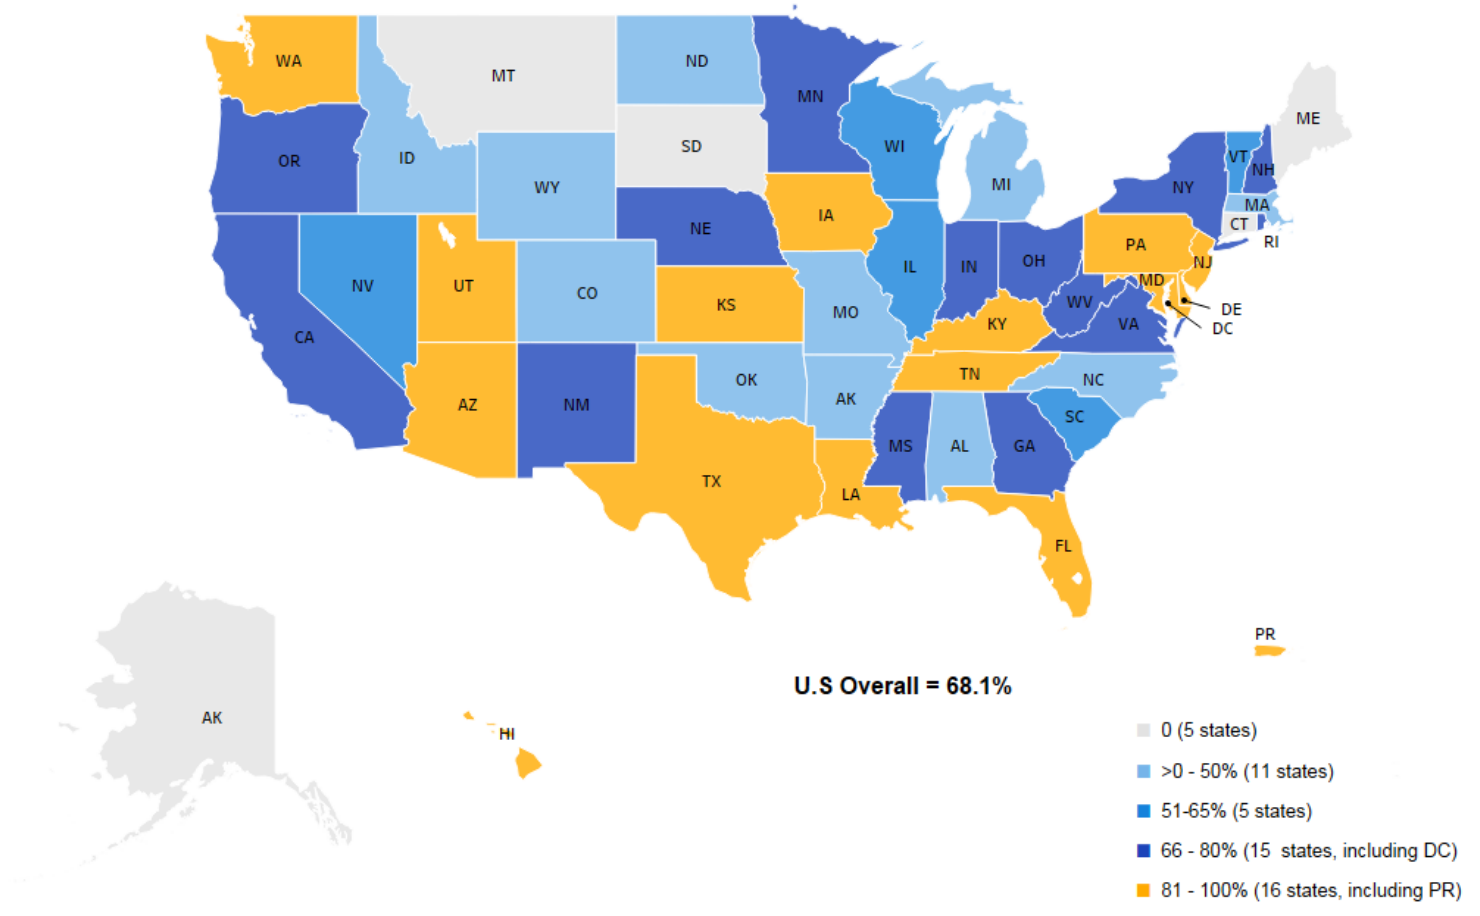 WA
MT
ND
MN
ME
OR
ID
WY
SD
WI
MI
NY
VT
NH
MA
CT
RI
NV
UT
CO
NE
IA
IL
IN
OH
PA
NJ
MD
DE
DC
CA
KS
MO
KY
WV
VA
AZ
NM
OK
AK
TN
NC
SC
TX
LA
MS
AL
GA
FL
PR
AK
HI
U.S Overall = 68.1%
0 (5 states)
>0 - 50% (11 states)
51-65% (5 states)
66 - 80% (15 states, including DC)
81 - 100% (16 states, including PR)